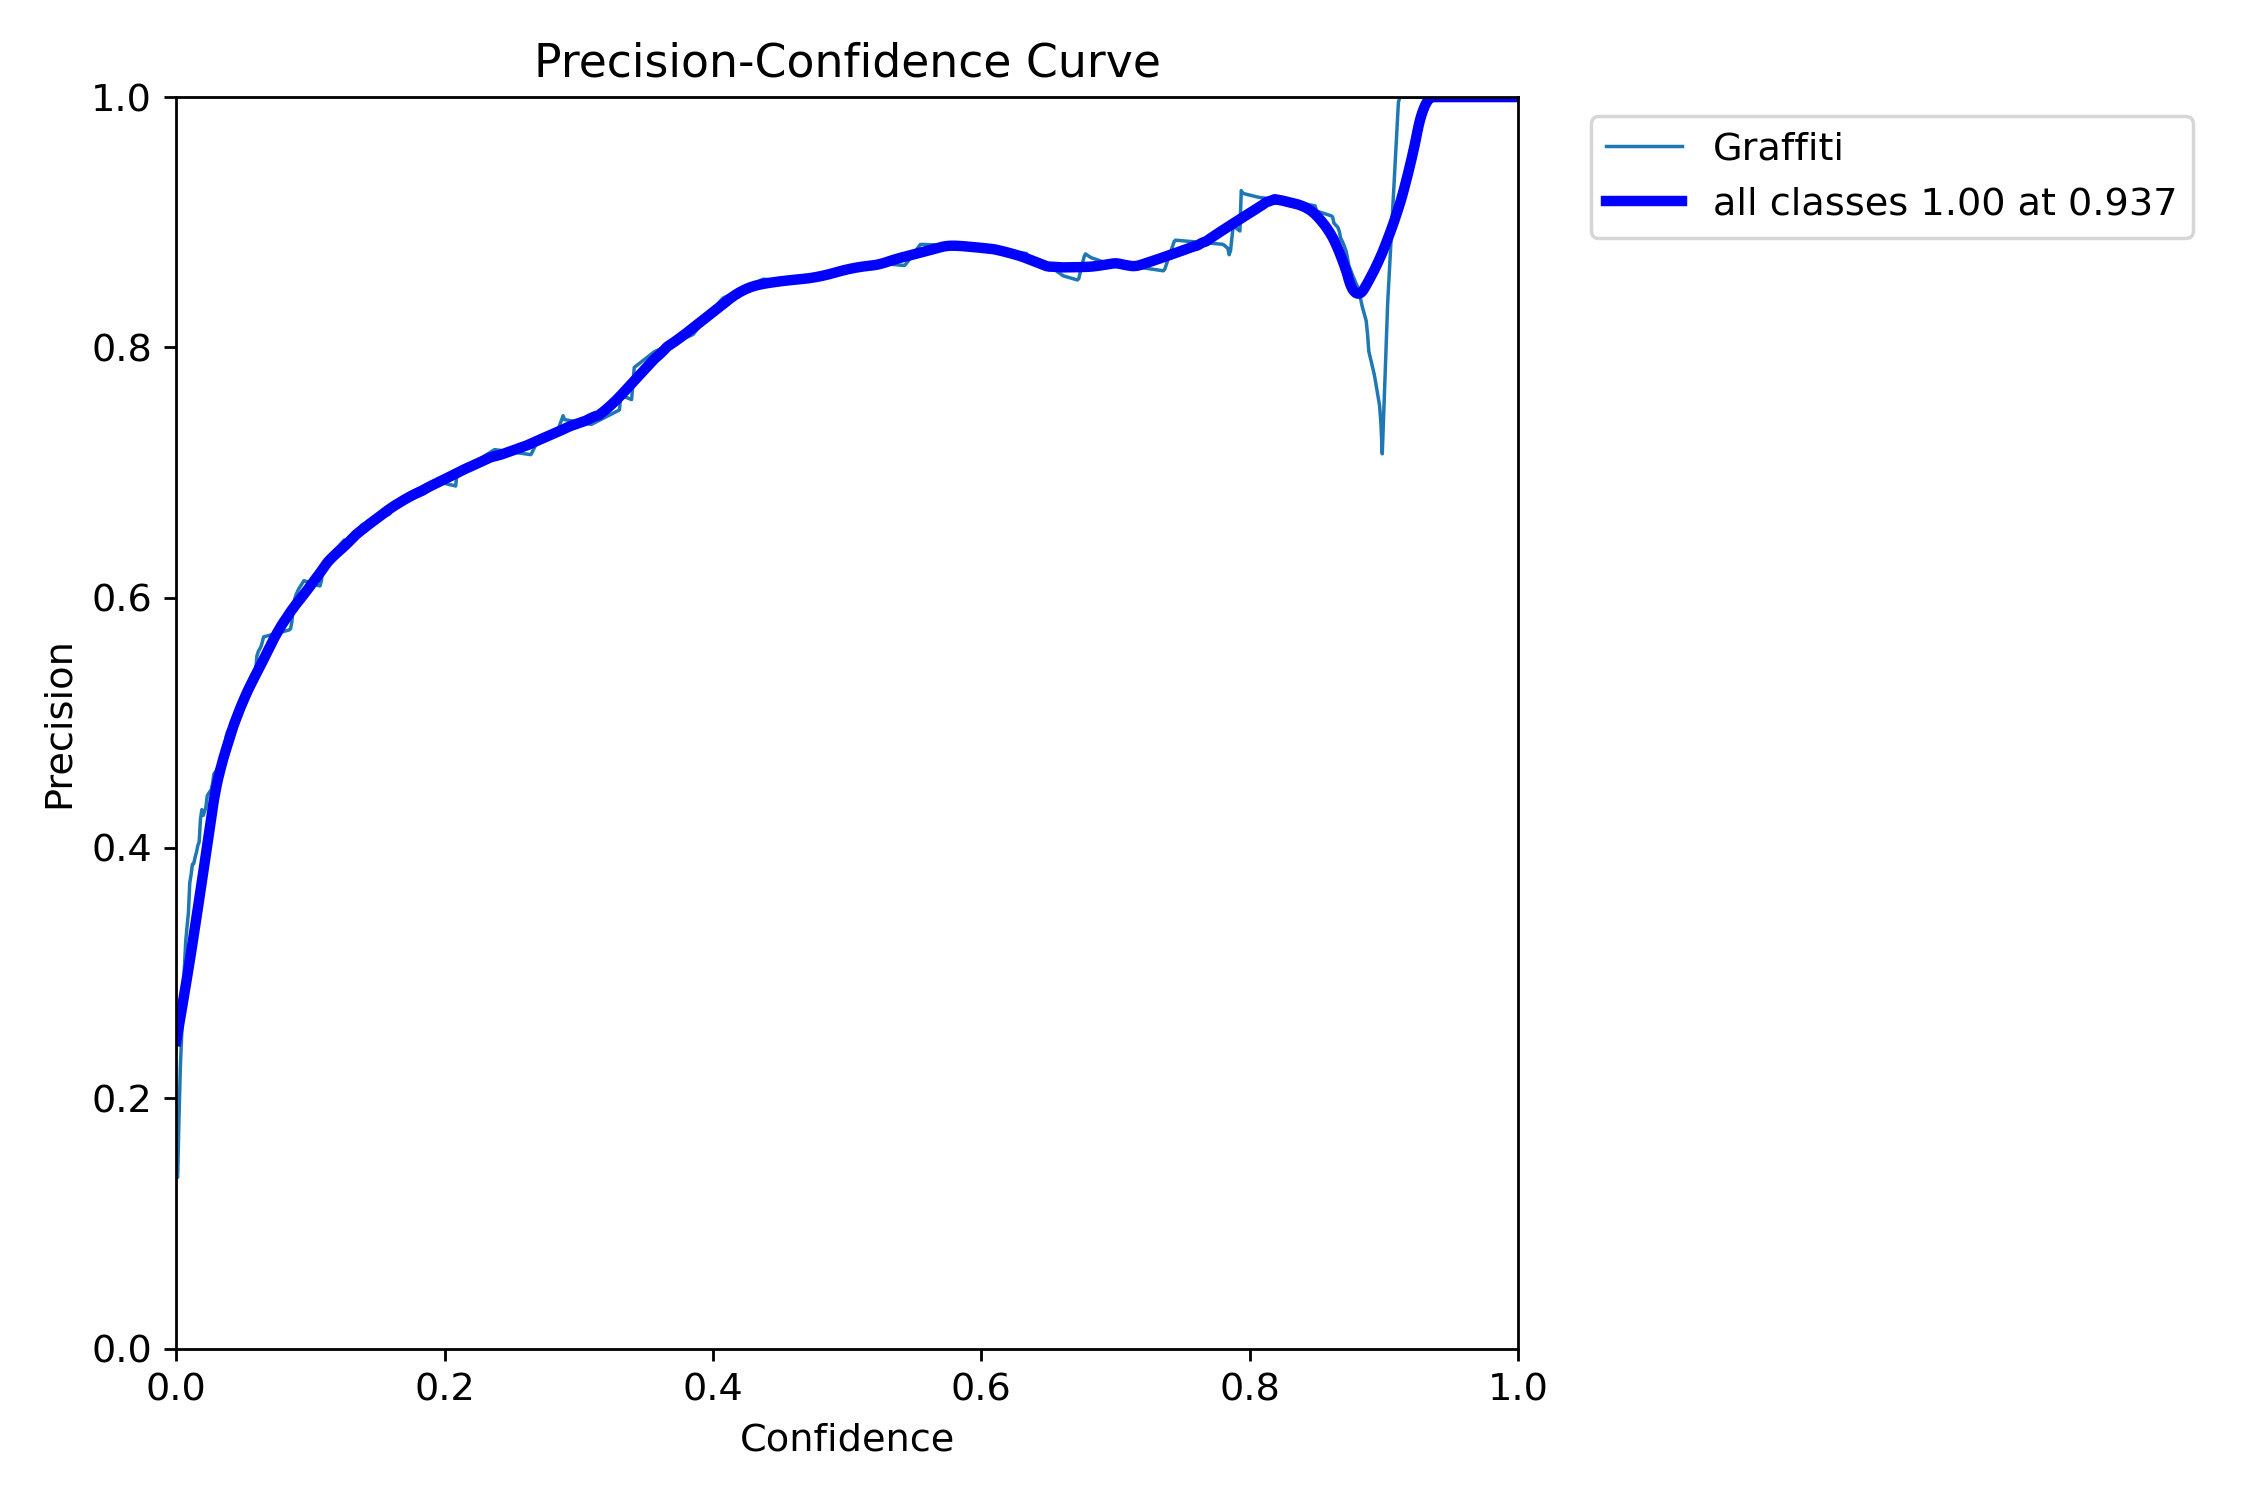 Precision-Confidence Curve
1.0
0.8
0.6
0.4
0.2
0.0
Precision
0.0 0.2 0.4 0.6 0.8 1.0
Confidence
Graffiti
all classes 1.00 at 0.937